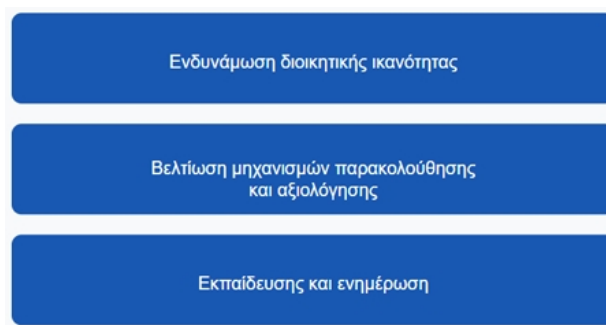 Ενδυνάμωση διοικητικής ικανότητας
Βελτίωση μηχανισμών παρακολούθησης
και αξιολόγησης
Εκπαίδευσης και ενημέρωση